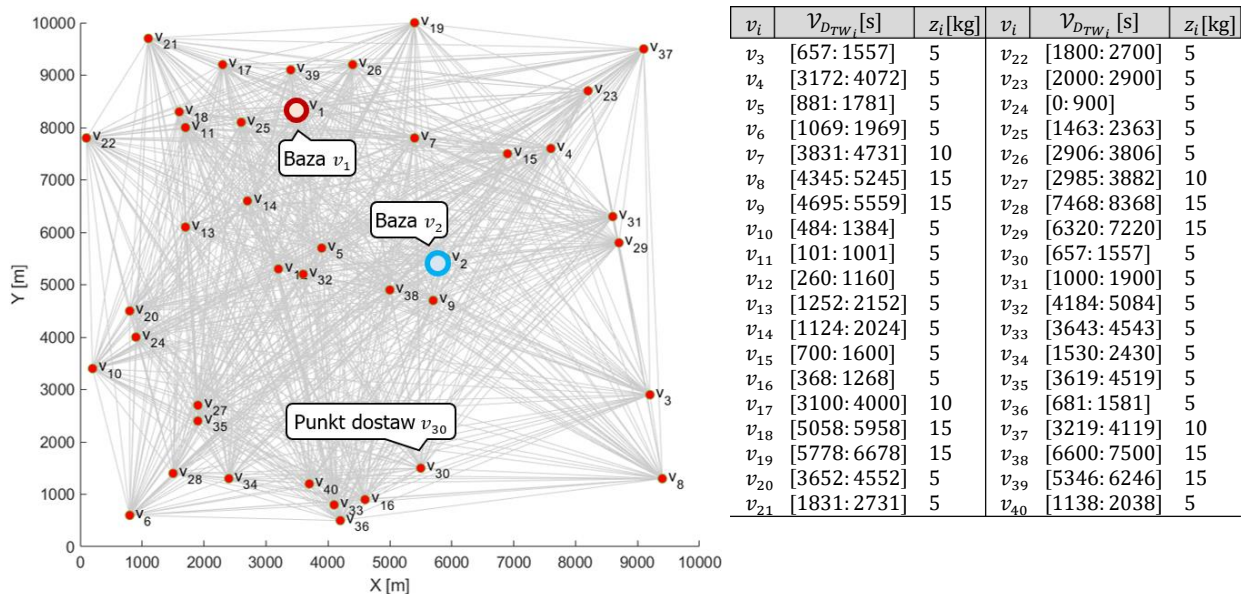 10000
9000
8000
7000
6000
5000
4000
3000
2000
1000
0
Y [m]
0 1000 2000 3000 4000 5000 6000 7000 8000 9000 10000
X [m]
v19
v21
v37
v17
v39
v26
v23
v18
v1
v11
v25
v22
v7
v15
v4
Baza v1
v14
v31
v13
Baza v2
v29
v5
v2
v12
v32
v38
v9
v20
v24
v10
v3
v27
v35
Punkt dostaw v30
v30
v28
v34
v40
v8
v33
v16
v6
v36
vi 𝒱DTWi[s] zi[kg] vi 𝒱DTWi[s] zi[kg]
v3 [657: 1557] 5 v22 [1800: 2700] 5
v4 [3172: 4072] 5 v23 [2000: 2900] 5
v5 [881: 1781] 5 v24 [0: 900] 5
v6 [1069: 1969] 5 v25 [1463: 2363] 5
v7 [3831: 4731] 10 v26 [2906: 3806] 5
v8 [4345: 5245] 15 v27 [2985: 3882] 10
v9 [4695: 5559] 15 v28 [7468: 8368] 15
v10 [484: 1384] 5 v29 [6320: 7220] 15
v11 [101: 1001] 5 v30 [657: 1557] 5
v12 [260: 1160] 5 v31 [1000: 1900] 5
v13 [1252: 2152] 5 v32 [4184: 5084] 5
v14 [1124: 2024] 5 v33 [3643: 4543] 5
v15 [700: 1600] 5 v34 [1530: 2430] 5
v16 [368: 1268] 5 v35 [3619: 4519] 5
v17 [3100: 4000] 10 v36 [681: 1581] 5
v18 [5058: 5958] 15 v37 [3219: 4119] 10
v19 [5778: 6678] 15 v38 [6600: 7500] 15
v20 [3652: 4552] 5 v39 [5346: 6246] 15
v21 [1831: 2731] 5 v40 [1138: 2038] 5